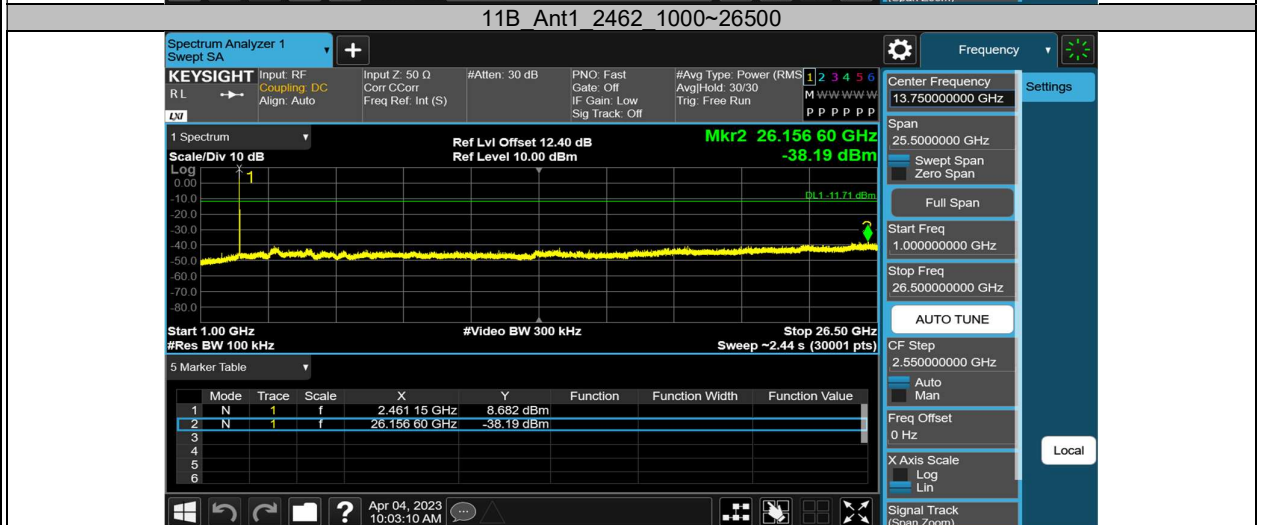 (Span Zoom)
11B_Ant1_2462_1000~26500
Spectrum Analyzer 1
Swept SA
Frequency
KEYSIGHT
RL
LXI
Input: RF
Coupling: DC
Align: Auto
Input Z: 50 Ω
Corr CCorr
Freq Ref: Int (S)
#Atten: 30 dB
PNO: Fast
Gate: Off
IF Gain: Low
Sig Track: Off
#Avg Type: Power (RMS
Avg|Hold: 30/30
Trig: Free Run
1 2 3 4 5 6
M W W W W W
P P P P P P
1 Spectrum
Scale/Div 10 dB
Ref Lvl Offset 12.40 dB
Ref Level 10.00 dBm
Mkr2 26.156 60 GHz
-38.19 dBm
Log
1
0.00
-10.0
DL1 -11.71 dBm
-20.0
-30.0
2
-40.0
-50.0
-60.0
-70.0
-80.0
Start 1.00 GHz
#Video BW 300 kHz
Stop 26.50 GHz
#Res BW 100 kHz
Sweep ~2.44 s (30001 pts)
5 Marker Table
Mode Trace Scale X Y Function Function Width Function Value
1 N 1 f 2.461 15 GHz 8.682 dBm
2 N 1 f 26.156 60 GHz -38.19 dBm
3
4
5
6
Apr 04, 2023
10:03:10 AM
Center Frequency
13.750000000 GHz
Settings
Span
25.5000000 GHz
Swept Span
Zero Span
Full Span
Start Freq
1.000000000 GHz
Stop Freq
26.500000000 GHz
AUTO TUNE
CF Step
2.550000000 GHz
Auto
Man
Freq Offset
0 Hz
Local
X Axis Scale
Log
Lin
Signal Track
(Span Zoom)